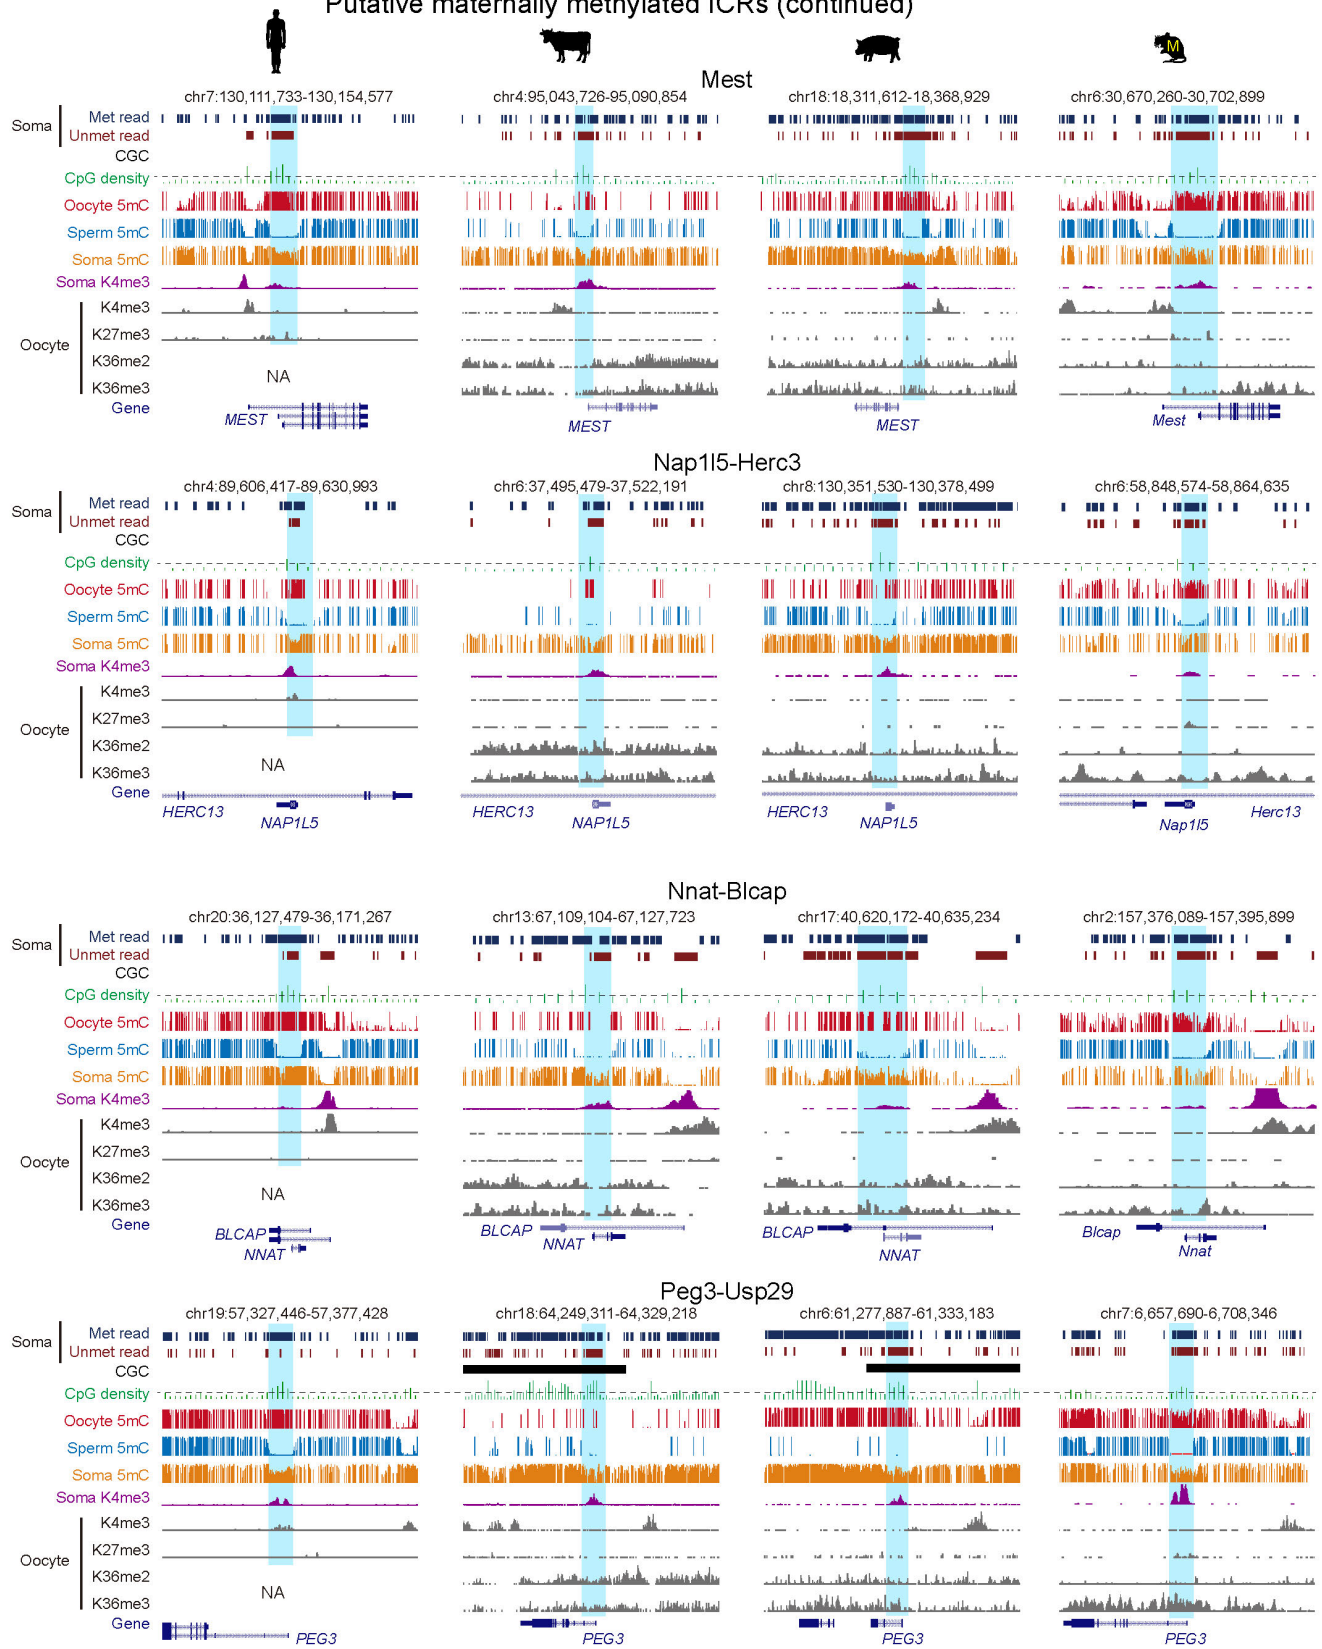 Putative maternally methylated ICRs (continued)
M
Mest
chr7:130,111,733-130,154,577 chr4:95,043,726-95,090,854 chr18:18,311,612-18,368,929 chr6:30,670,260-30,702,899
Soma
Met read
Unmet read
CGC
CpG density
Oocyte 5mC
Sperm 5mC
Soma 5mC
Soma K4me3
Oocyte
K4me3
K27me3
K36me2
K36me3
NA
Gene
MEST MEST MEST Mest
Nap1l5-Herc3
chr4:89,606,417-89,630,993 chr6:37,495,479-37,522,191 chr8:130,351,530-130,378,499 chr6:58,848,574-58,864,635
Soma
Met read
Unmet read
CGC
CpG density
Oocyte 5mC
Sperm 5mC
Soma 5mC
Soma K4me3
Oocyte
K4me3
K27me3
K36me2
K36me3
NA
Gene
HERC13 HERC13 HERC13 Herc13
NAP1L5 NAP1L5 NAP1L5 Nap1l5
Nnat-Blcap
chr20:36,127,479-36,171,267 chr13:67,109,104-67,127,723 chr17:40,620,172-40,635,234 chr2:157,376,089-157,395,899
Soma
Met read
Unmet read
CGC
CpG density
Oocyte 5mC
Sperm 5mC
Soma 5mC
Soma K4me3
Oocyte
K4me3
K27me3
K36me2
K36me3
NA
Gene
BLCAP BLCAP BLCAP Blcap
NNAT NNAT NNAT Nnat
Peg3-Usp29
chr19:57,327,446-57,377,428 chr18:64,249,311-64,329,218 chr6:61,277,887-61,333,183 chr7:6,657,690-6,708,346
Soma
Met read
Unmet read
CGC
CpG density
Oocyte 5mC
Sperm 5mC
Soma 5mC
Soma K4me3
Oocyte
K4me3
K27me3
K36me2
K36me3
NA
Gene
PEG3 PEG3 PEG3 PEG3